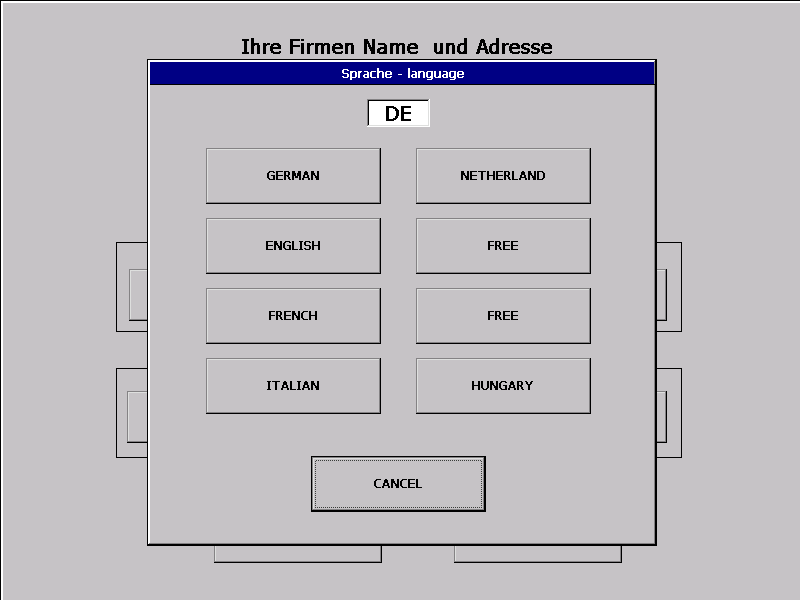 Ihre Firmen Name  und Adresse
Sprache - language
DE
GERMAN
NETHERLAND
ENGLISH
FREE
FRENCH
FREE
ITALIAN
HUNGARY
CANCEL